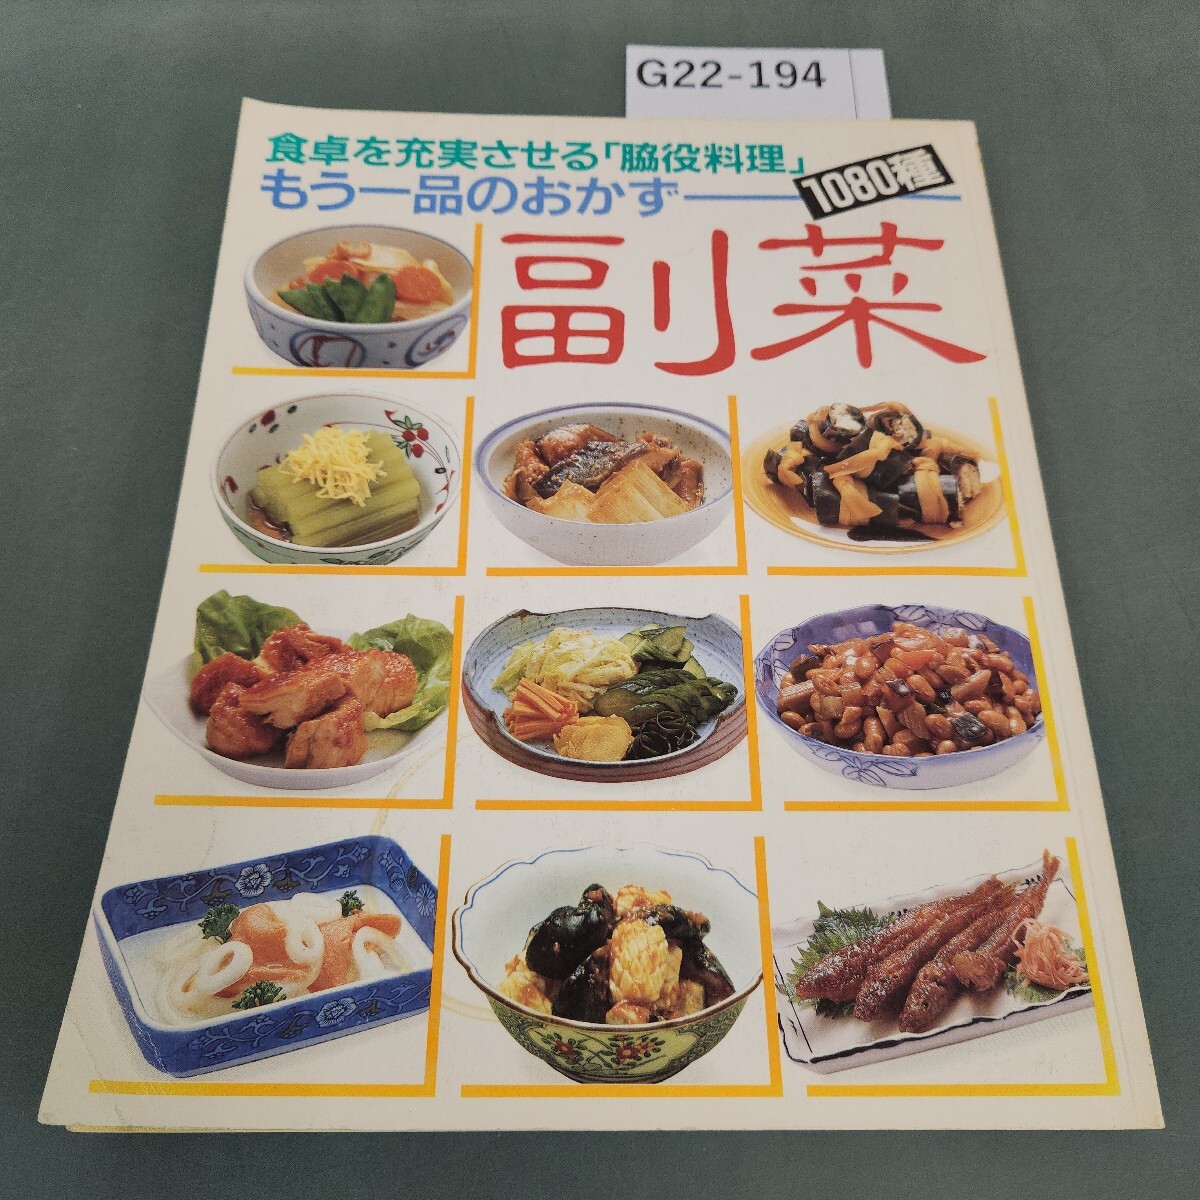 G22-194
食卓を充実させる「脇役料理」
もう一品のおかず――1080種
副菜